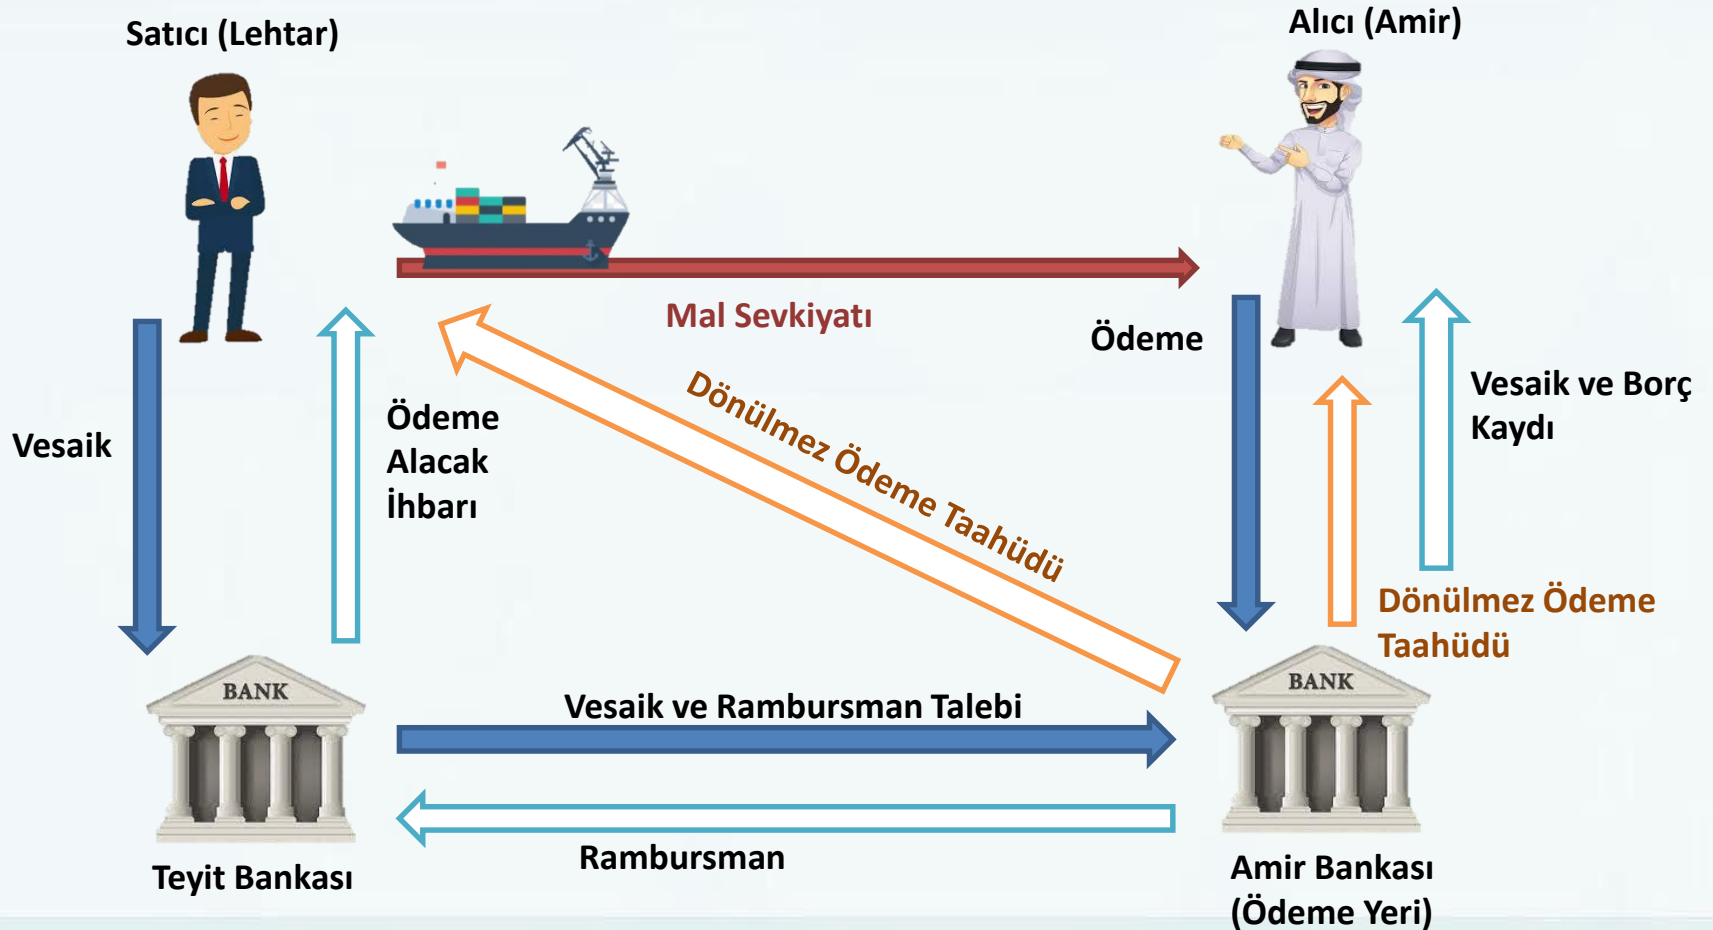 Satıcı (Lehtar)
Alıcı (Amir)
Mal Sevkiyatı
Ödeme
Vesaik ve Borç
Kaydı
Vesaik
Ödeme
Alacak
İhbarı
Dönülmez Ödeme Taahüdü
Dönülmez Ödeme
Taahüdü
BANK
Vesaik ve Rambursman Talebi
BANK
Rambursman
Teyit Bankası
Amir Bankası
(Ödeme Yeri)